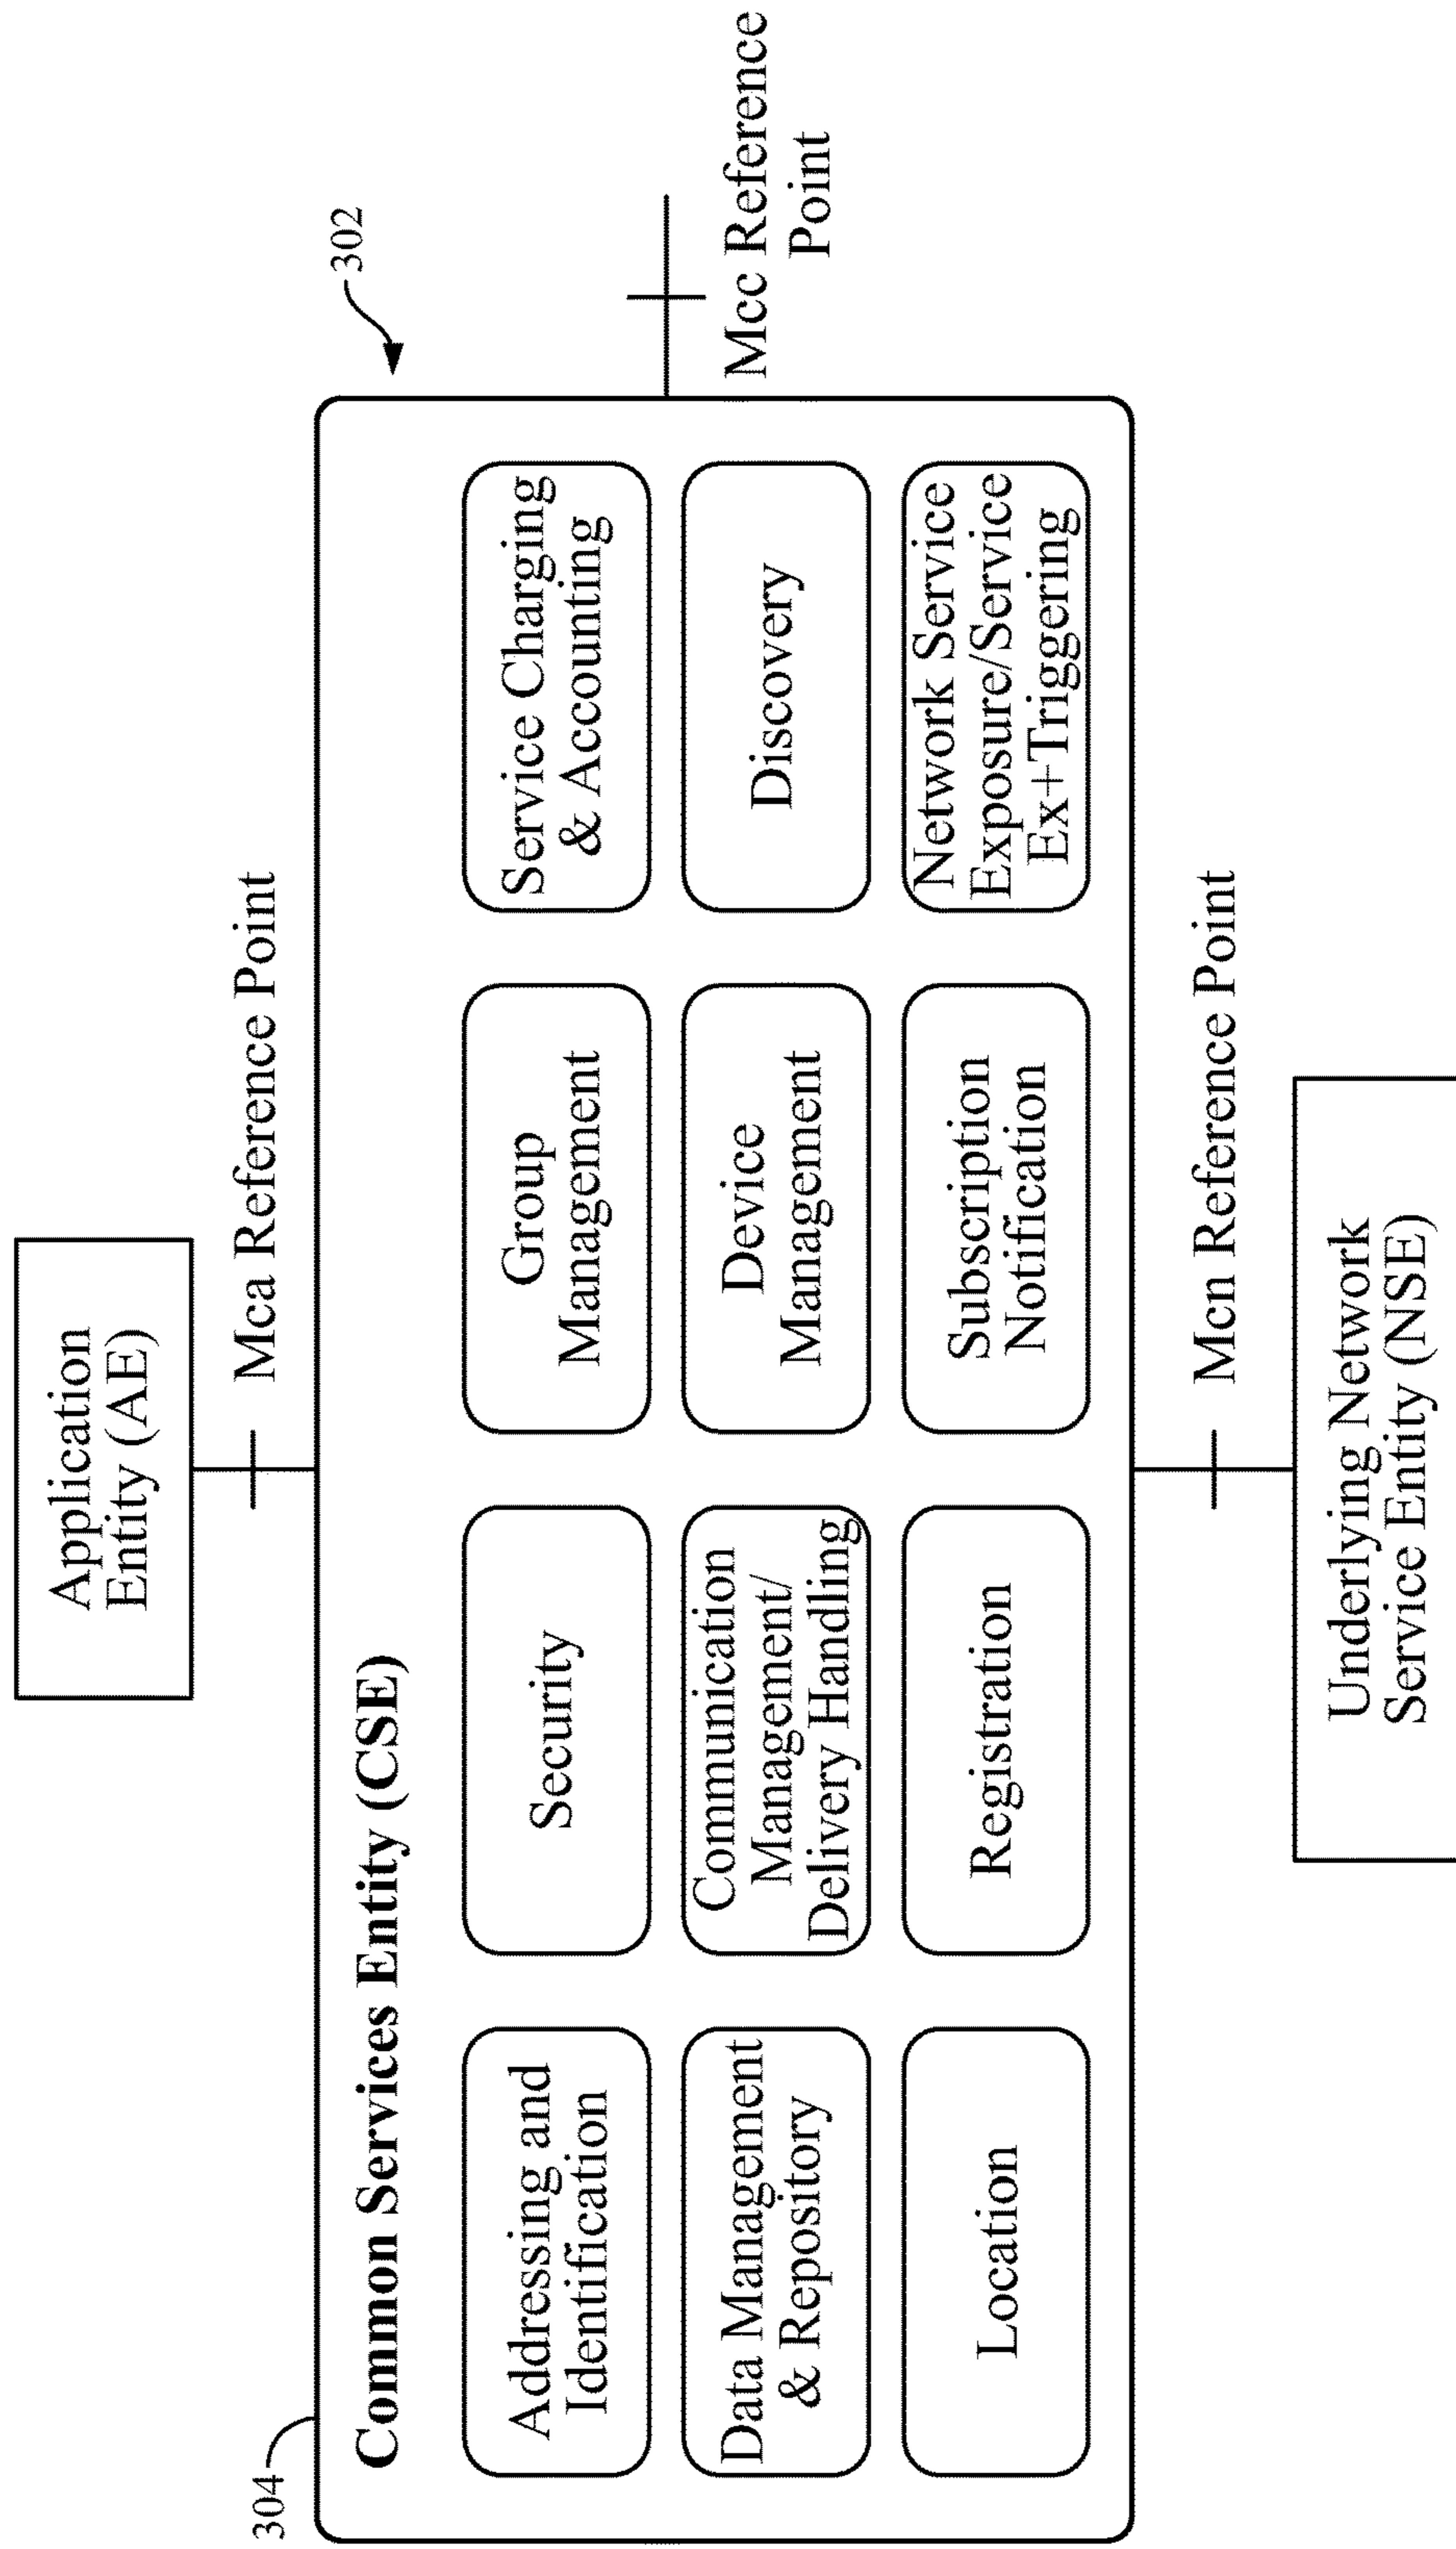 Application
Entity (AE)
Mca Reference Point
304
302
Common Services Entity (CSE)
Addressing and
Identification
Security
Group
Management
Service Charging
& Accounting
Data Management
& Repository
Communication
Management/
Delivery Handling
Device
Management
Discovery
Location
Registration
Subscription
Notification
Network Service
Exposure/Service
Ex+Triggering
Mcc Reference
Point
Mcn Reference Point
Underlying Network
Service Entity (NSE)